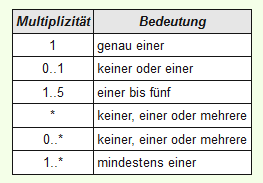 Multiplizität Bedeutung
1 genau einer
0..1 keiner oder einer
1..5 einer bis fünf
* keiner, einer oder mehrere
0..* keiner, einer oder mehrere
1..* mindestens einer